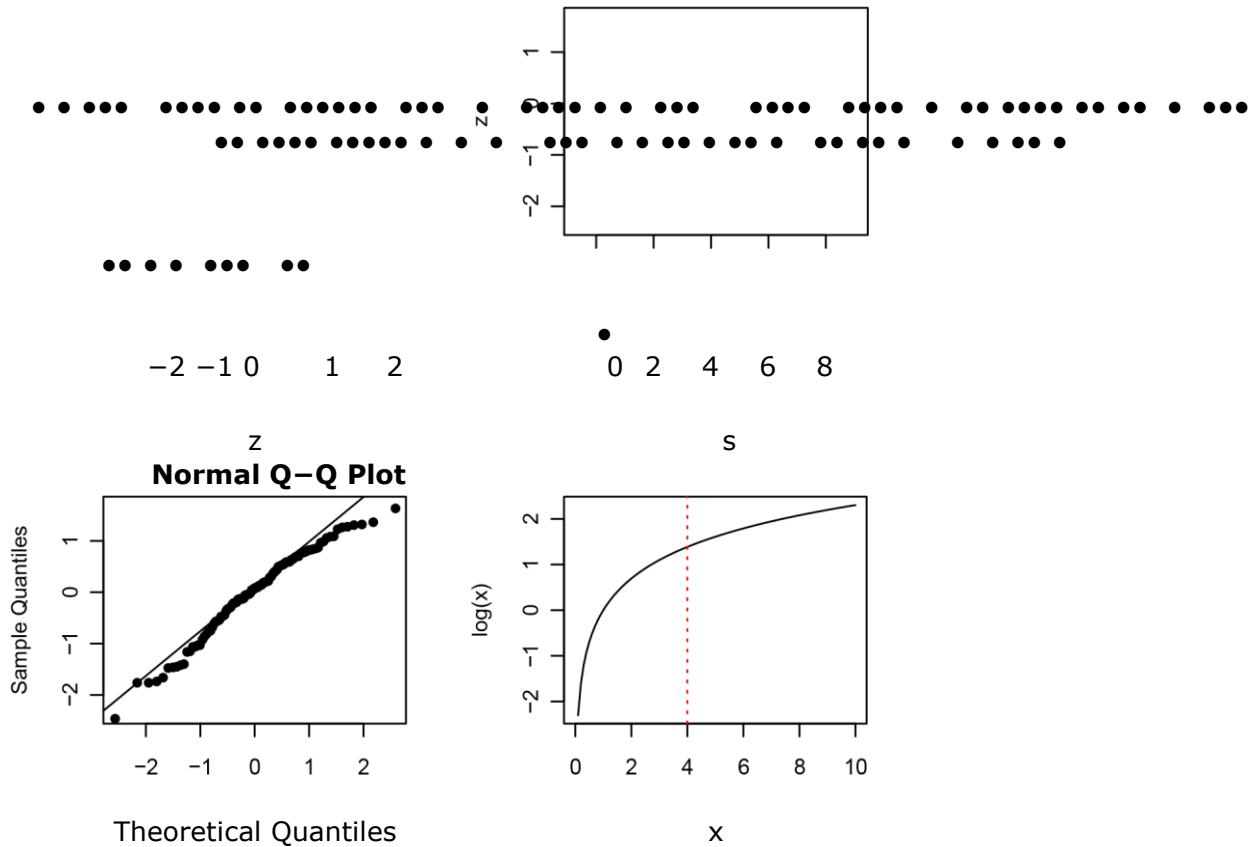 1
0
−1
−2
z
−2 −1 0 1 2
0 2 4 6 8
z
s
Normal Q−Q Plot
Sample Quantiles
1
0
−1
−2
−2 −1 0 1 2
Theoretical Quantiles
log(x)
2
1
0
−1
−2
0 2 4 6 8 10
x